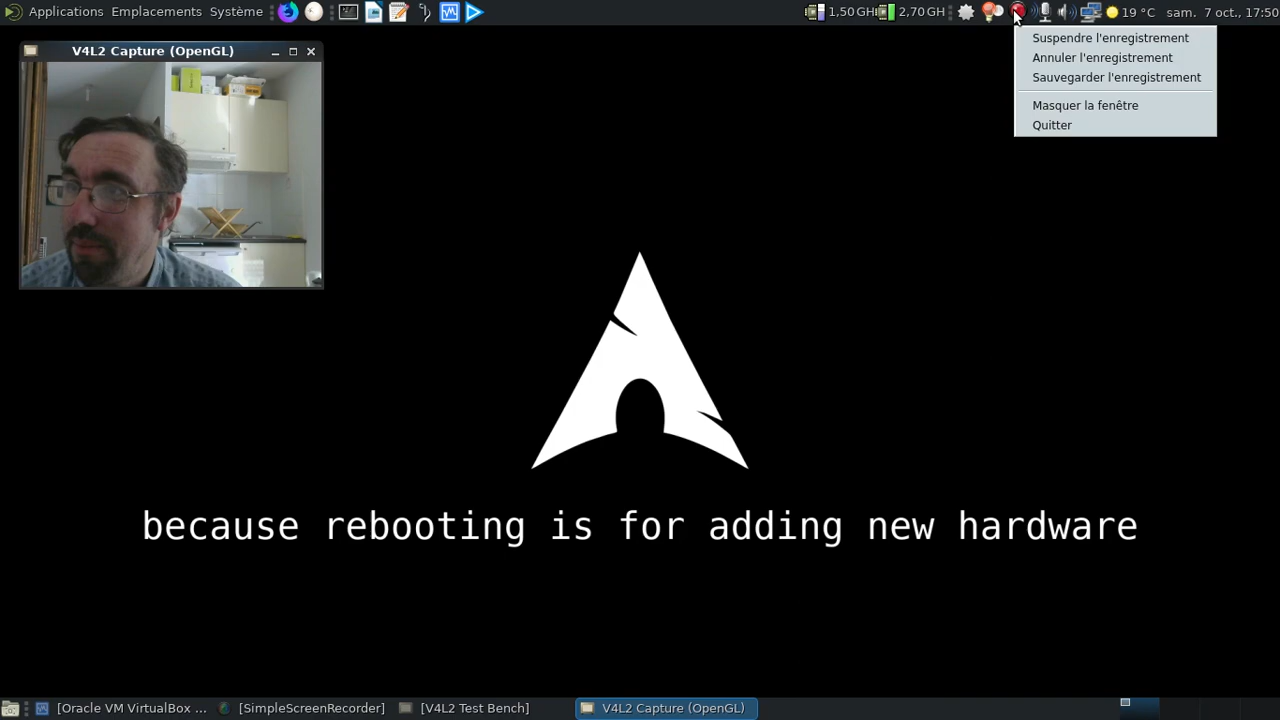 Applications Emplacements Système
1,50 GHz 2,70 GHz 19 °C sam. 7 oct., 17:50
V4L2 Capture (OpenGL)
Suspendre l'enregistrement
Annuler l'enregistrement
Sauvegarder l'enregistrement
Masquer la fenêtre
Quitter
because rebooting is for adding new hardware
[Oracle VM VirtualBox ... [SimpleScreenRecorder] [V4L2 Test Bench] V4L2 Capture (OpenGL)